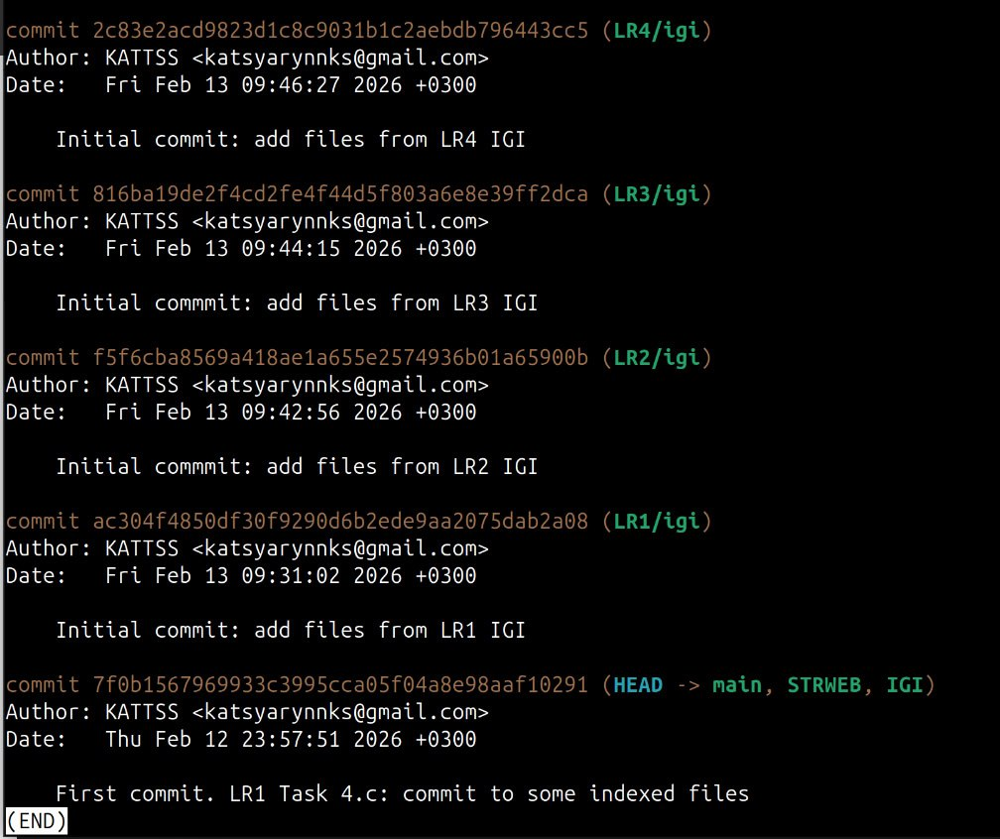 commit 2c83e2acd9823d1c8c9031b1c2aebdb796443cc5 (LR4/igi)
Author: KATTSS <katsyarynnks@gmail.com>
Date:   Fri Feb 13 09:46:27 2026 +0300
    Initial commit: add files from LR4 IGI
commit 816ba19de2f4cd2fe4f44d5f803a6e8e39ff2dca (LR3/igi)
Author: KATTSS <katsyarynnks@gmail.com>
Date:   Fri Feb 13 09:44:15 2026 +0300
    Initial commmit: add files from LR3 IGI
commit f5f6cba8569a418ae1a655e2574936b01a65900b (LR2/igi)
Author: KATTSS <katsyarynnks@gmail.com>
Date:   Fri Feb 13 09:42:56 2026 +0300
    Initial commmit: add files from LR2 IGI
commit ac304f4850df30f9290d6b2ede9aa2075dab2a08 (LR1/igi)
Author: KATTSS <katsyarynnks@gmail.com>
Date:   Fri Feb 13 09:31:02 2026 +0300
    Initial commit: add files from LR1 IGI
commit 7f0b1567969933c3995cca05f04a8e98aaf10291 (HEAD -> main, STRWEB, IGI)
Author: KATTSS <katsyarynnks@gmail.com>
Date:   Thu Feb 12 23:57:51 2026 +0300
    First commit. LR1 Task 4.c: commit to some indexed files
(END)